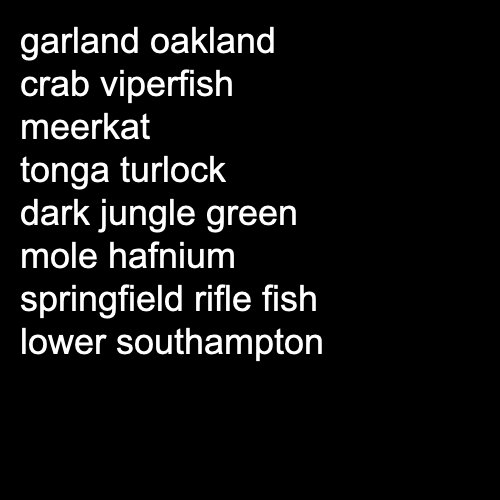 garland oakland
crab viperfish
meerkat
tonga turlock
dark jungle green
mole hafnium
springfield rifle fish
lower southampton